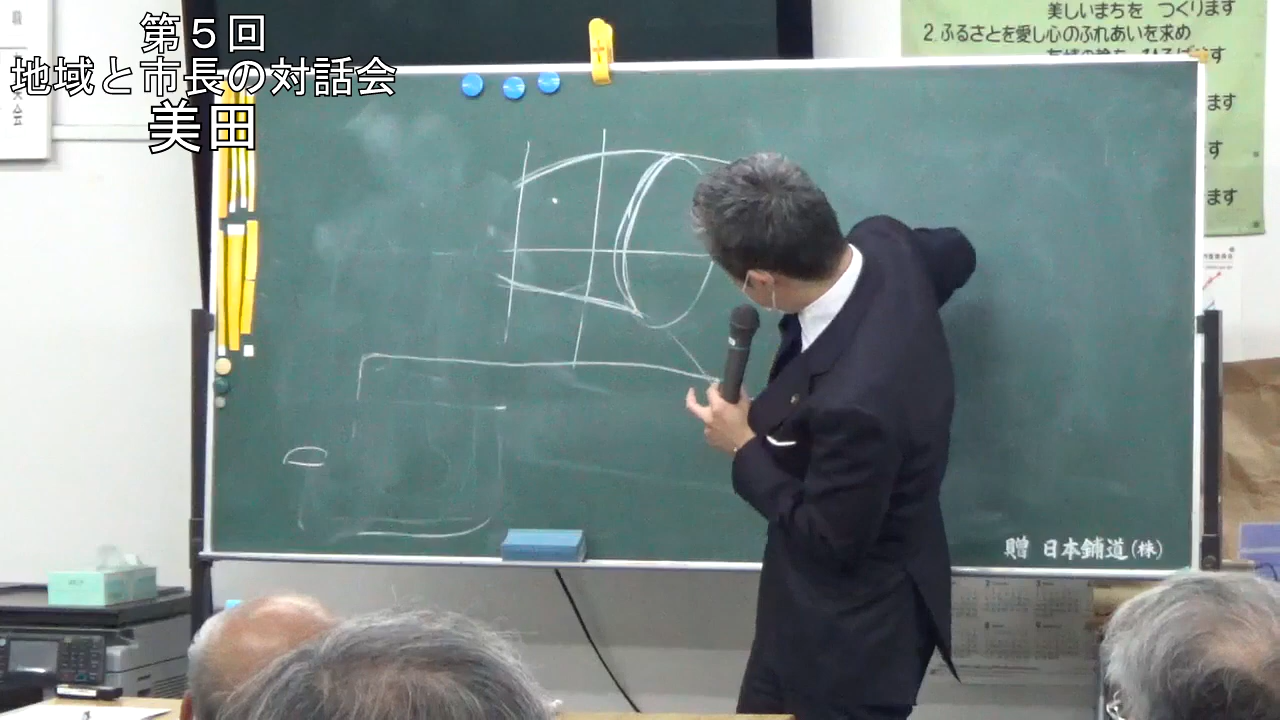 第5回
地域と市長の対話会
美田
美しいまちを つくります
2.ふるさとを愛し心のふれあいを求め
ます
ます
す
ます
贈 日本鋪道(株)